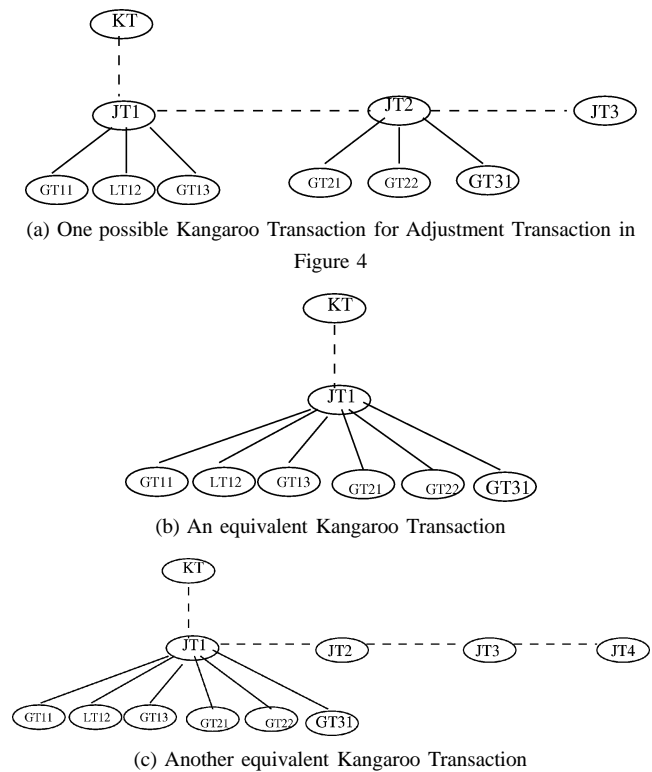 KT
JT1 JT2 JT3
GT11 LT12 GT13 GT21 GT22 GT31
(a) One possible Kangaroo Transaction for Adjustment Transaction in
Figure 4
KT
JT1
GT11 LT12 GT13 GT21 GT22 GT31
(b) An equivalent Kangaroo Transaction
KT
JT1 JT2 JT3 JT4
GT11 LT12 GT13 GT21 GT22 GT31
(c) Another equivalent Kangaroo Transaction